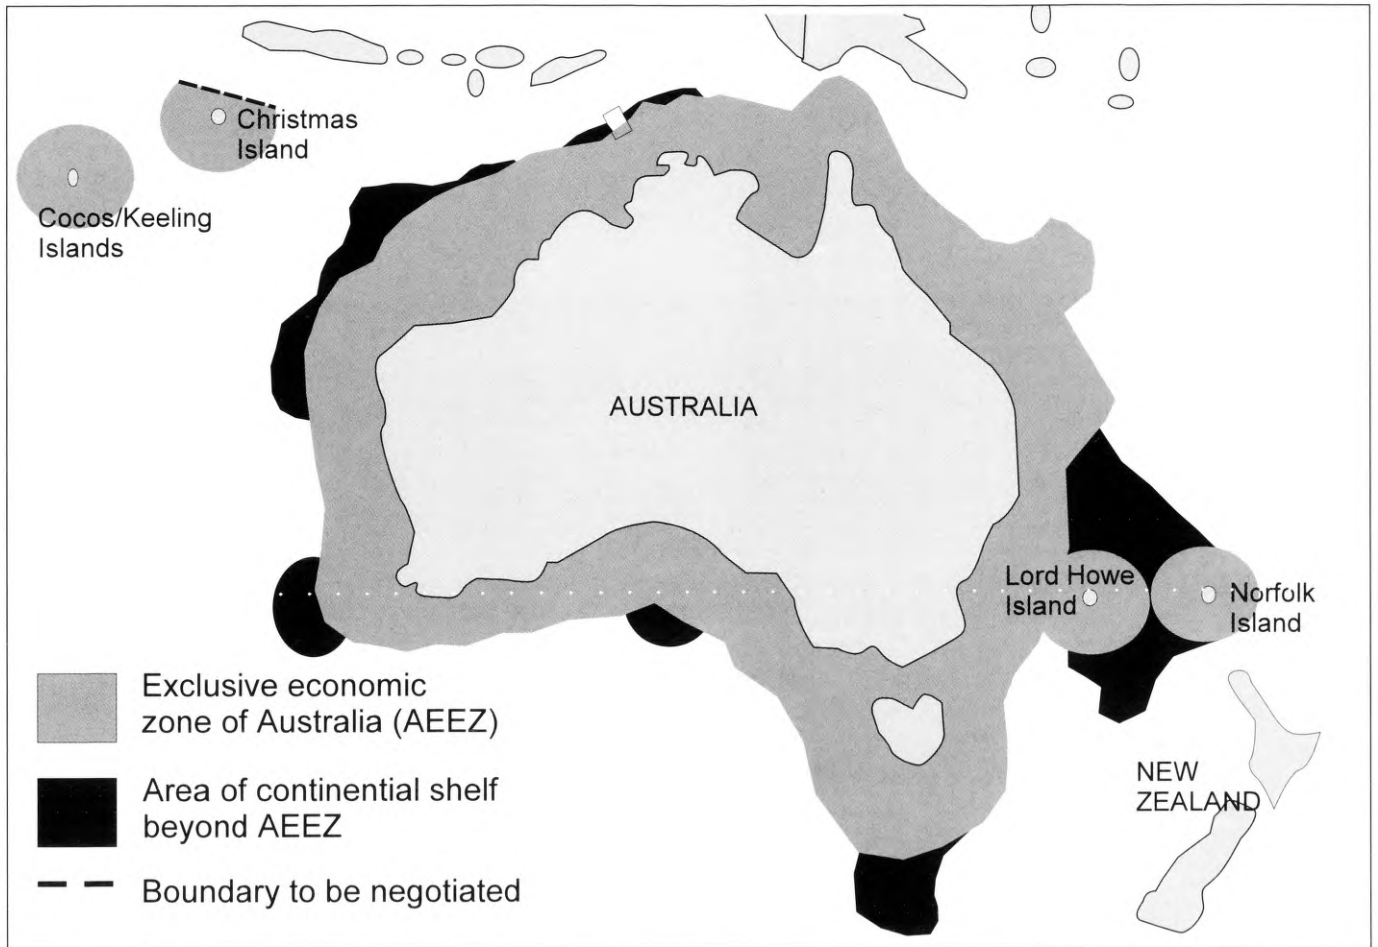 Christmas
Island
Cocos/Keeling
Islands
AUSTRALIA
Lord Howe
Island
Norfolk
Island
NEW
ZEALAND
Exclusive economic
zone of Australia (AEEZ)
Area of continential shelf
beyond AEEZ
Boundary to be negotiated